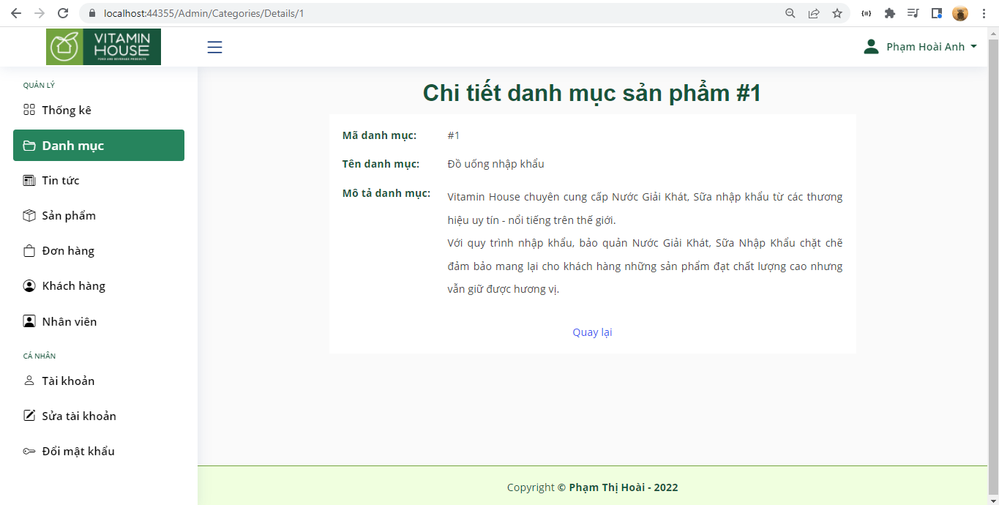 localhost:44355/Admin/Categories/Details/1
VITAMIN
HOUSE
FOOD AND BEVERAGE PRODUCTS
Phạm Hoài Anh
QUẢN LÝ
Thống kê
Danh mục
Tin tức
Sản phẩm
Đơn hàng
Khách hàng
Nhân viên
CÁ NHÂN
Tài khoản
Sửa tài khoản
Đổi mật khẩu
Chi tiết danh mục sản phẩm #1
Mã danh mục: #1
Tên danh mục: Đồ uống nhập khẩu
Mô tả danh mục: Vitamin House chuyên cung cấp Nước Giải Khát, Sữa nhập khẩu từ các thương
hiệu uy tín - nổi tiếng trên thế giới.
Với quy trình nhập khẩu, bảo quản Nước Giải Khát, Sữa Nhập Khẩu chặt chẽ
đảm bảo mang lại cho khách hàng những sản phẩm đạt chất lượng cao nhưng
vẫn giữ được hương vị.
Quay lại
Copyright © Phạm Thị Hoài - 2022